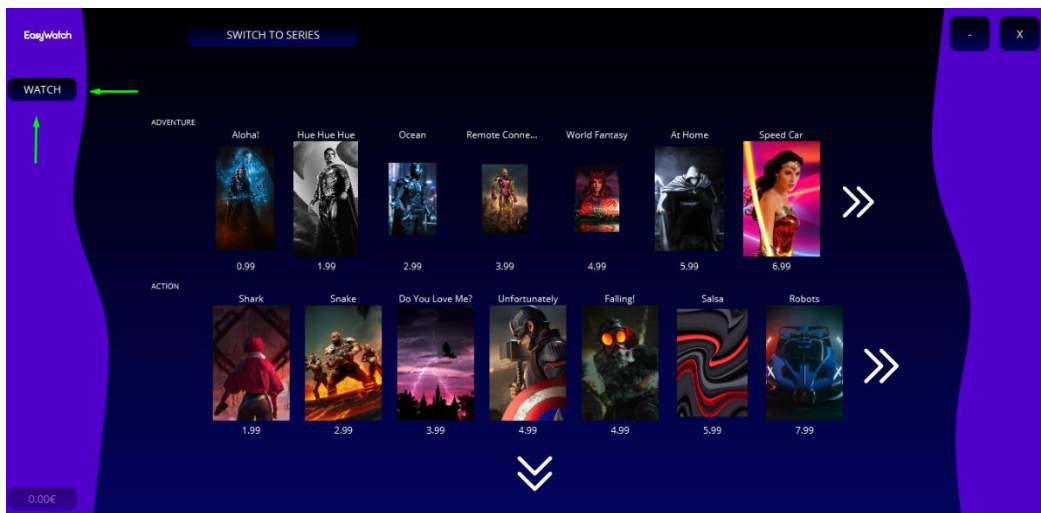 EasyWatch
SWITCH TO SERIES
-
X
WATCH
ADVENTURE
Aloha!
Hue Hue Hue
Ocean
Remote Conne...
World Fantasy
At Home
Speed Car
0.99
1.99
2.99
3.99
4.99
5.99
6.99
ACTION
Shark
Snake
Do You Love Me?
Unfortunately
Falling!
Salsa
Robots
1.99
2.99
3.99
4.99
4.99
5.99
7.99
0.00€